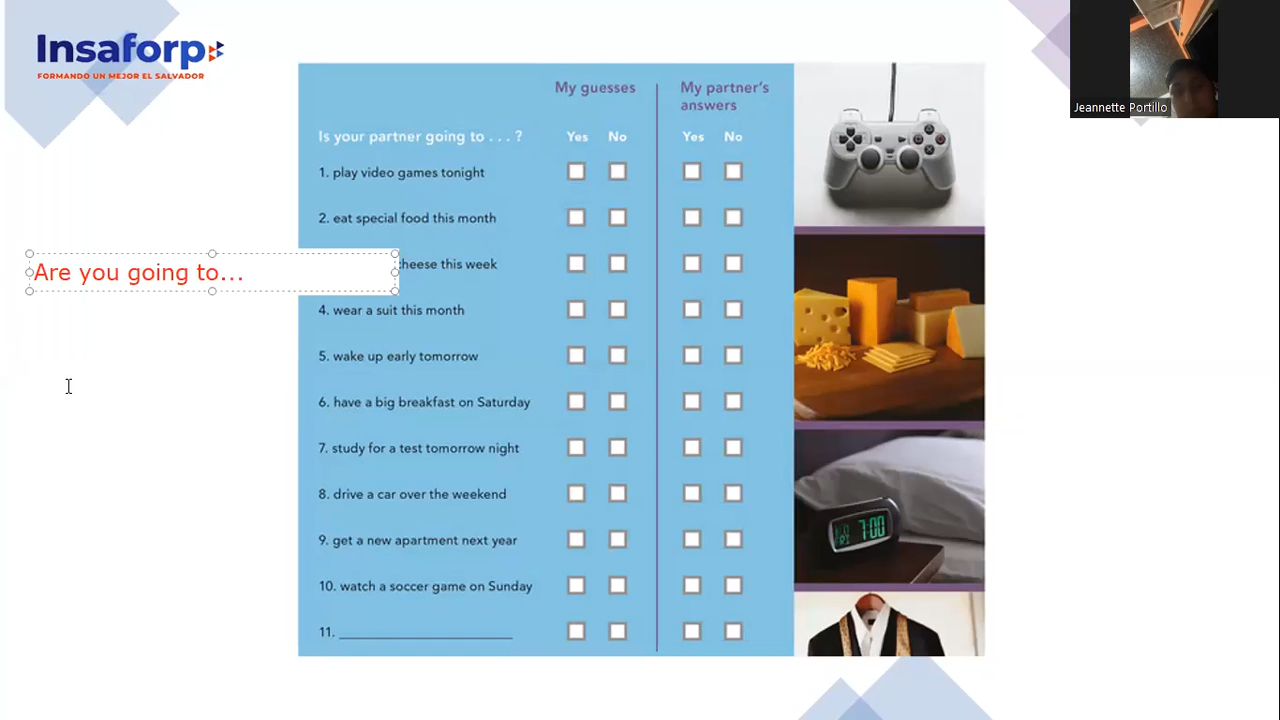 Insaforp
FORMANDO UN MEJOR EL SALVADOR
Jeannette Portillo
My guesses
My partner's
answers
Is your partner going to . . . ?
Yes No Yes No
1. play video games tonight
2. eat special food this month
Are you going to...
cheese this week
4. wear a suit this month
5. wake up early tomorrow
6. have a big breakfast on Saturday
7. study for a test tomorrow night
8. drive a car over the weekend
9. get a new apartment next year
10. watch a soccer game on Sunday
11.
7:00
FRI